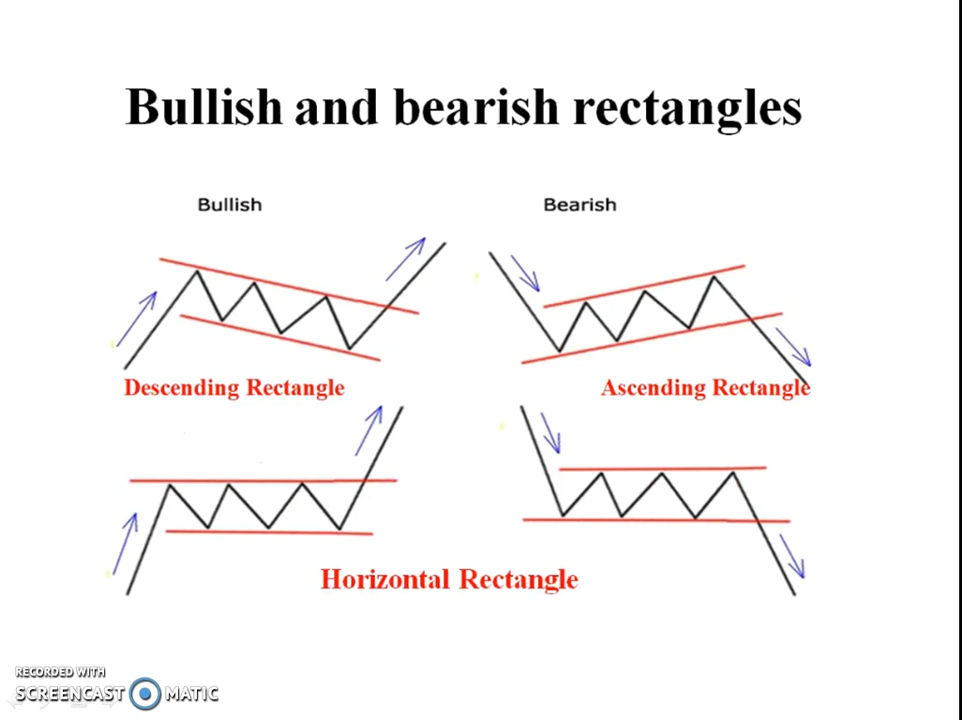 Bullish and bearish rectangles
Bullish
Bearish
Descending Rectangle
Ascending Rectangle
Horizontal Rectangle
RECORDED WITH
SCREENCAST MATIC